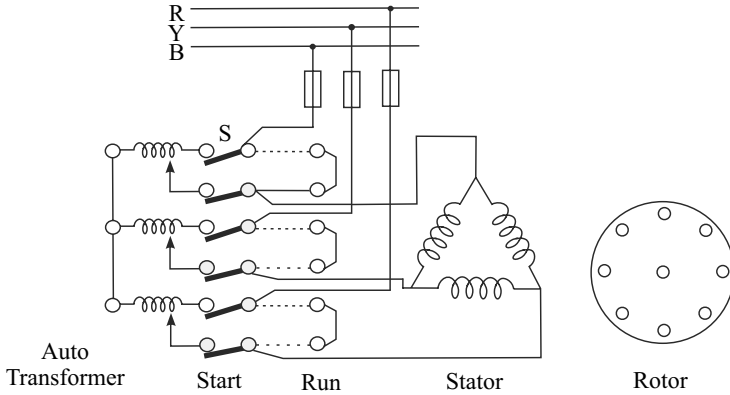 R
Y
B
S
Auto
Transformer
Start
Run
Stator
Rotor